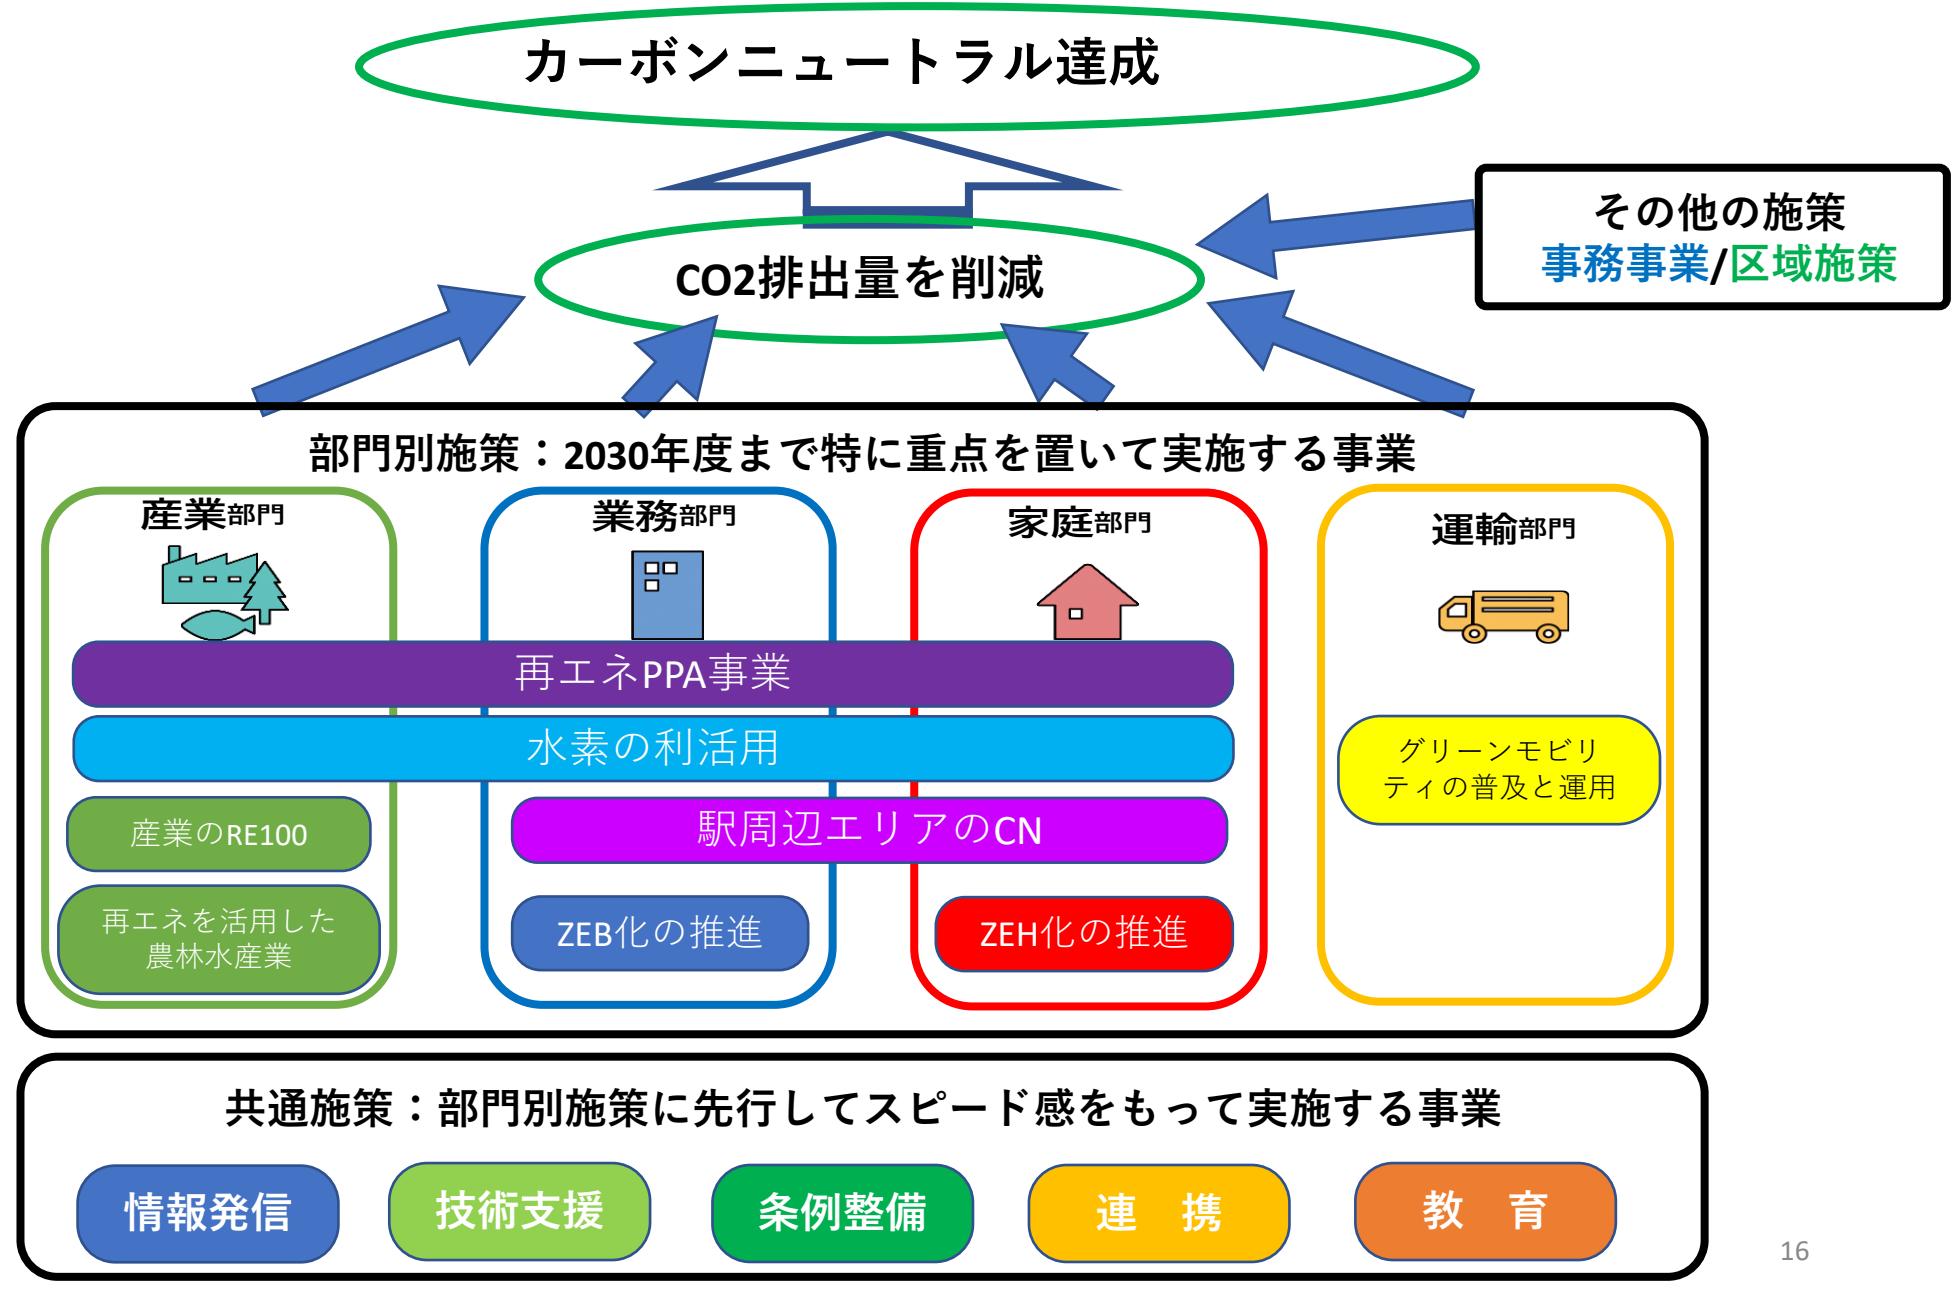 カーボンニュートラル達成
CO2排出量を削減
その他の施策
事務事業/区域施策
部門別施策：2030年度まで特に重点を置いて実施する事業
産業部門
業務部門
家庭部門
運輸部門
再エネPPA事業
水素の利活用
グリーンモビリ
ティの普及と運用
産業のRE100
駅周辺エリアのCN
再エネを活用した
農林水産業
ZEB化の推進
ZEH化の推進
共通施策：部門別施策に先行してスピード感をもって実施する事業
情報発信
技術支援
条例整備
連　携
教　育
16